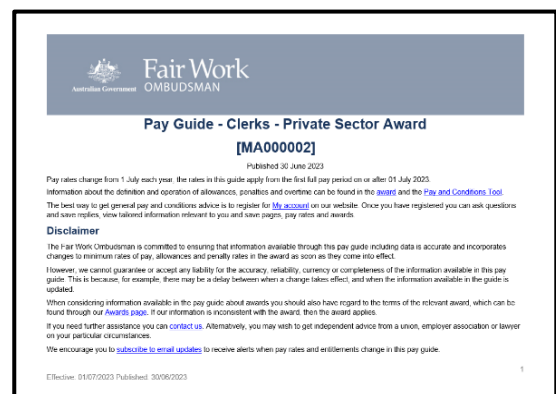 Australian Government
Fair Work
OMBUDSMAN
Pay Guide - Clerks - Private Sector Award
[MA000002]
Published 30 June 2023
Pay rates change from 1 July each year, the rates in this guide apply from the first full pay period on or after 01 July 2023.
Information about the definition and operation of allowances, penalties and overtime can be found in the award and the Pay and Conditions Tool.
The best way to get general pay and conditions advice is to register for My account on our website. Once you have registered you can ask questions
and save replies, view tailored information relevant to you and save pages, pay rates and awards.
Disclaimer
The Fair Work Ombudsman is committed to ensuring that information available through this pay guide including data is accurate and incorporates
changes to minimum rates of pay, allowances and penalty rates in the award as soon as they come into effect.
However, we cannot guarantee or accept any liability for the accuracy, reliability, currency or completeness of the information available in this pay
guide. This is because, for example, there may be a delay between when a change takes effect, and when the information available in the guide is
updated.
When considering information available in the pay guide about awards you should also have regard to the terms of the relevant award, which can be
found through our Awards page. If our information is inconsistent with the award, then the award applies.
If you need further assistance you can contact us. Alternatively, you may wish to get independent advice from a union, employer association or lawyer
on your particular circumstances.
We encourage you to subscribe to email updates to receive alerts when pay rates and entitlements change in this pay guide.
Effective: 01/07/2023 Published: 30/06/2023
1